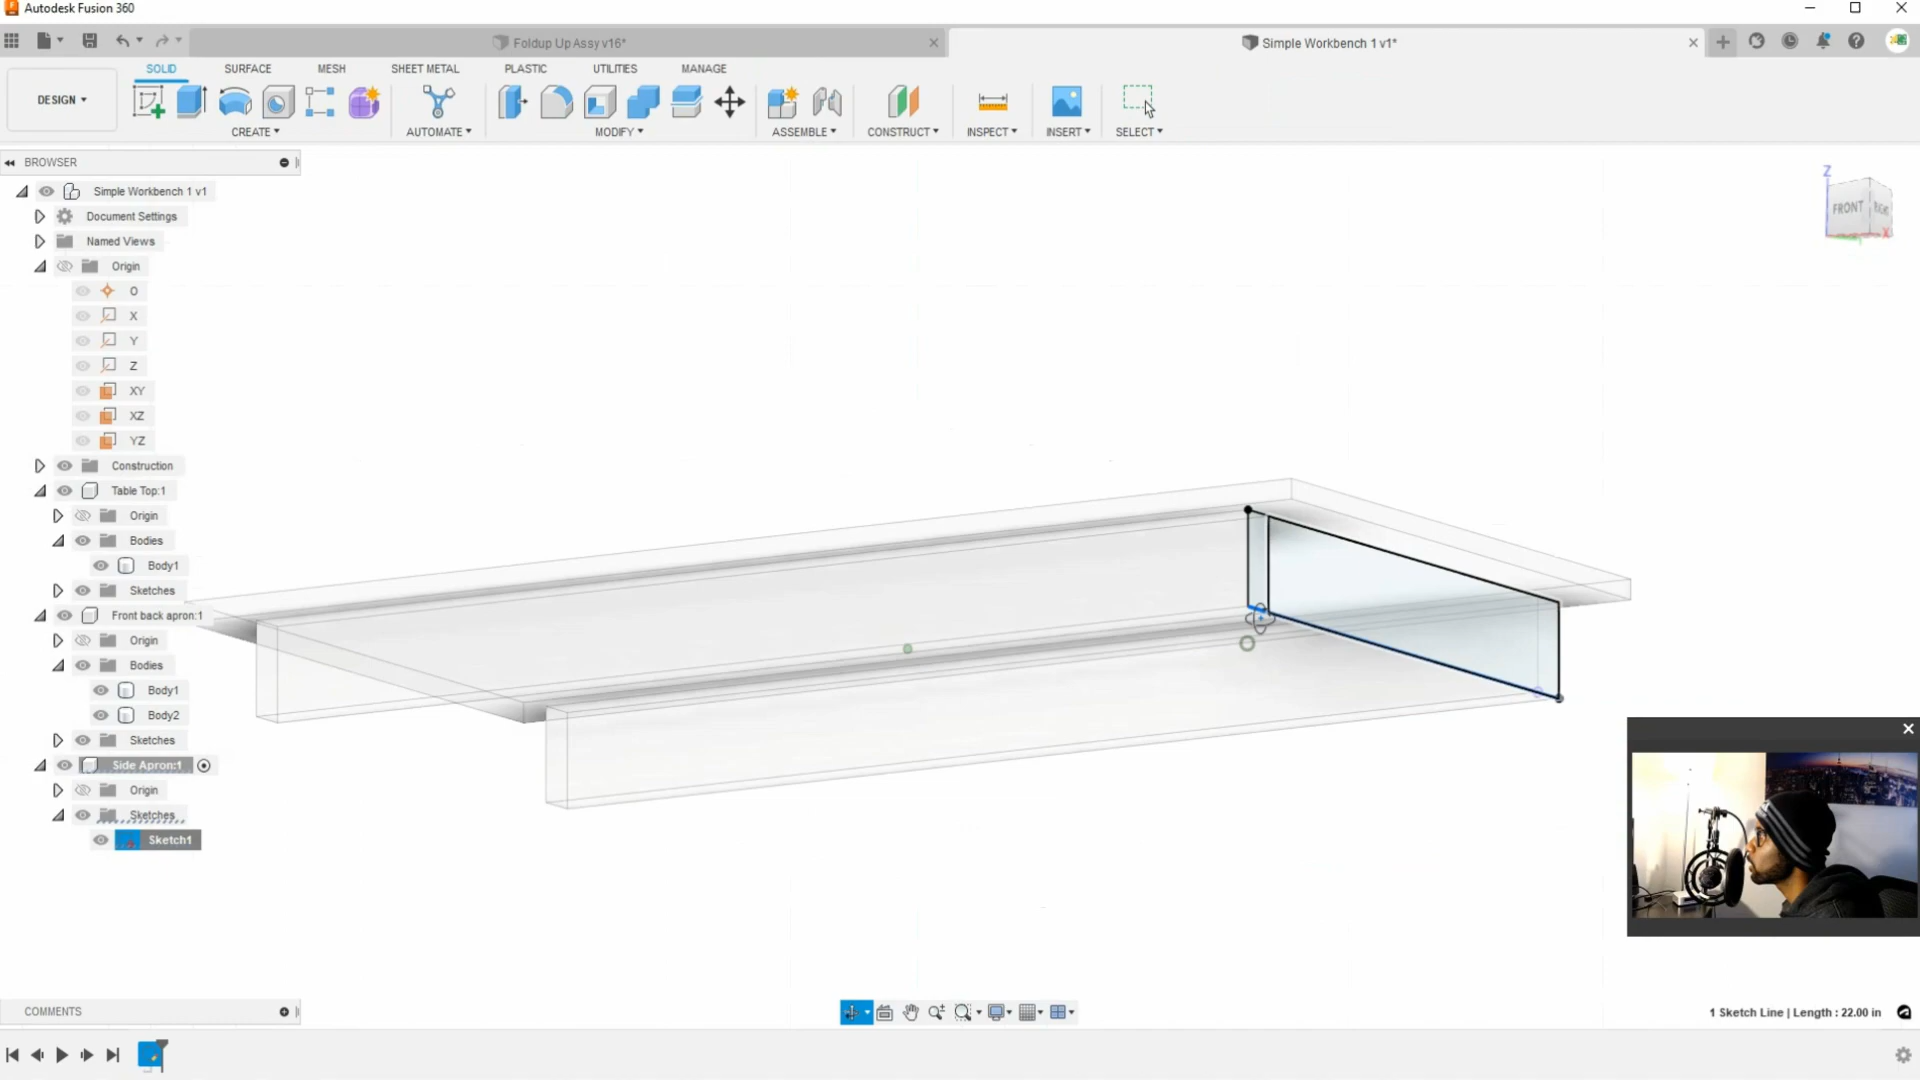 Autodesk Fusion 360
Foldup Up Assy v16*
Simple Workbench 1 v1*
DESIGN
SOLID SURFACE MESH SHEET METAL PLASTIC UTILITIES MANAGE
CREATE AUTOMATE MODIFY ASSEMBLE CONSTRUCT INSPECT INSERT SELECT
BROWSER
Simple Workbench 1 v1
Document Settings
Named Views
Origin
O
X
Y
Z
XY
XZ
YZ
Construction
Table Top:1
Origin
Bodies
Body1
Sketches
Front back apron:1
Origin
Bodies
Body1
Body2
Sketches
Side Apron:1
Origin
Sketches
Sketch1
Z
FRONT RIGHT
X
COMMENTS
1 Sketch Line | Length : 22.00 in